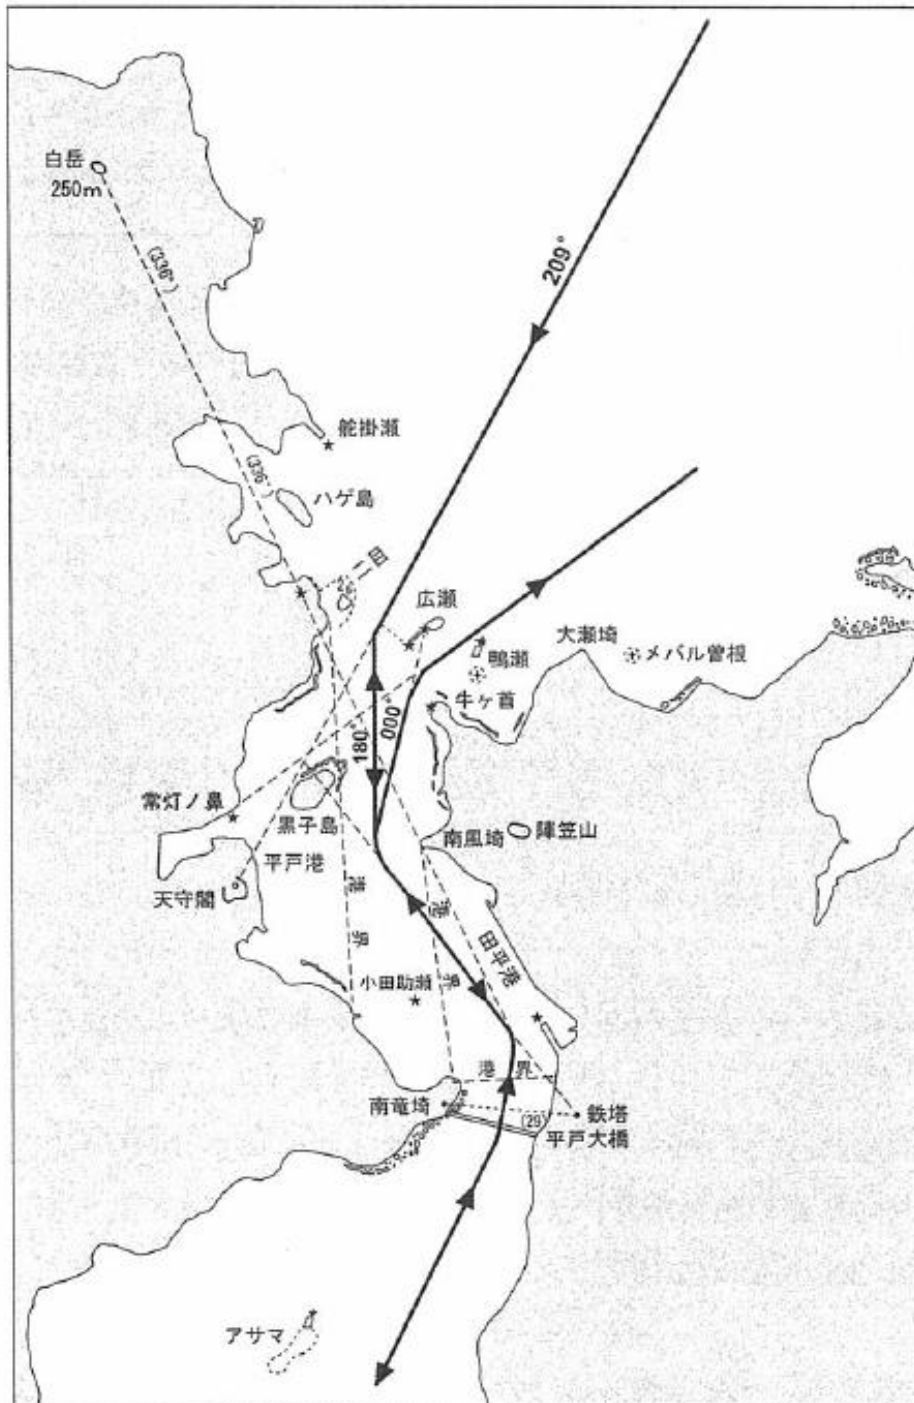 白岳
250m
(336°)
209°
舵掛瀬
(336°)
ハゲ島
広瀬
大瀬埼
メバル曽根
鴨瀬
牛ヶ首
000°
180°
常灯ノ鼻
黒子島
南風埼
陣笠山
平戸港
天守閣
港
界
港
界
田平港
小田助瀬
港界
南竜埼
(29)
鉄塔
平戸大橋
アサマ